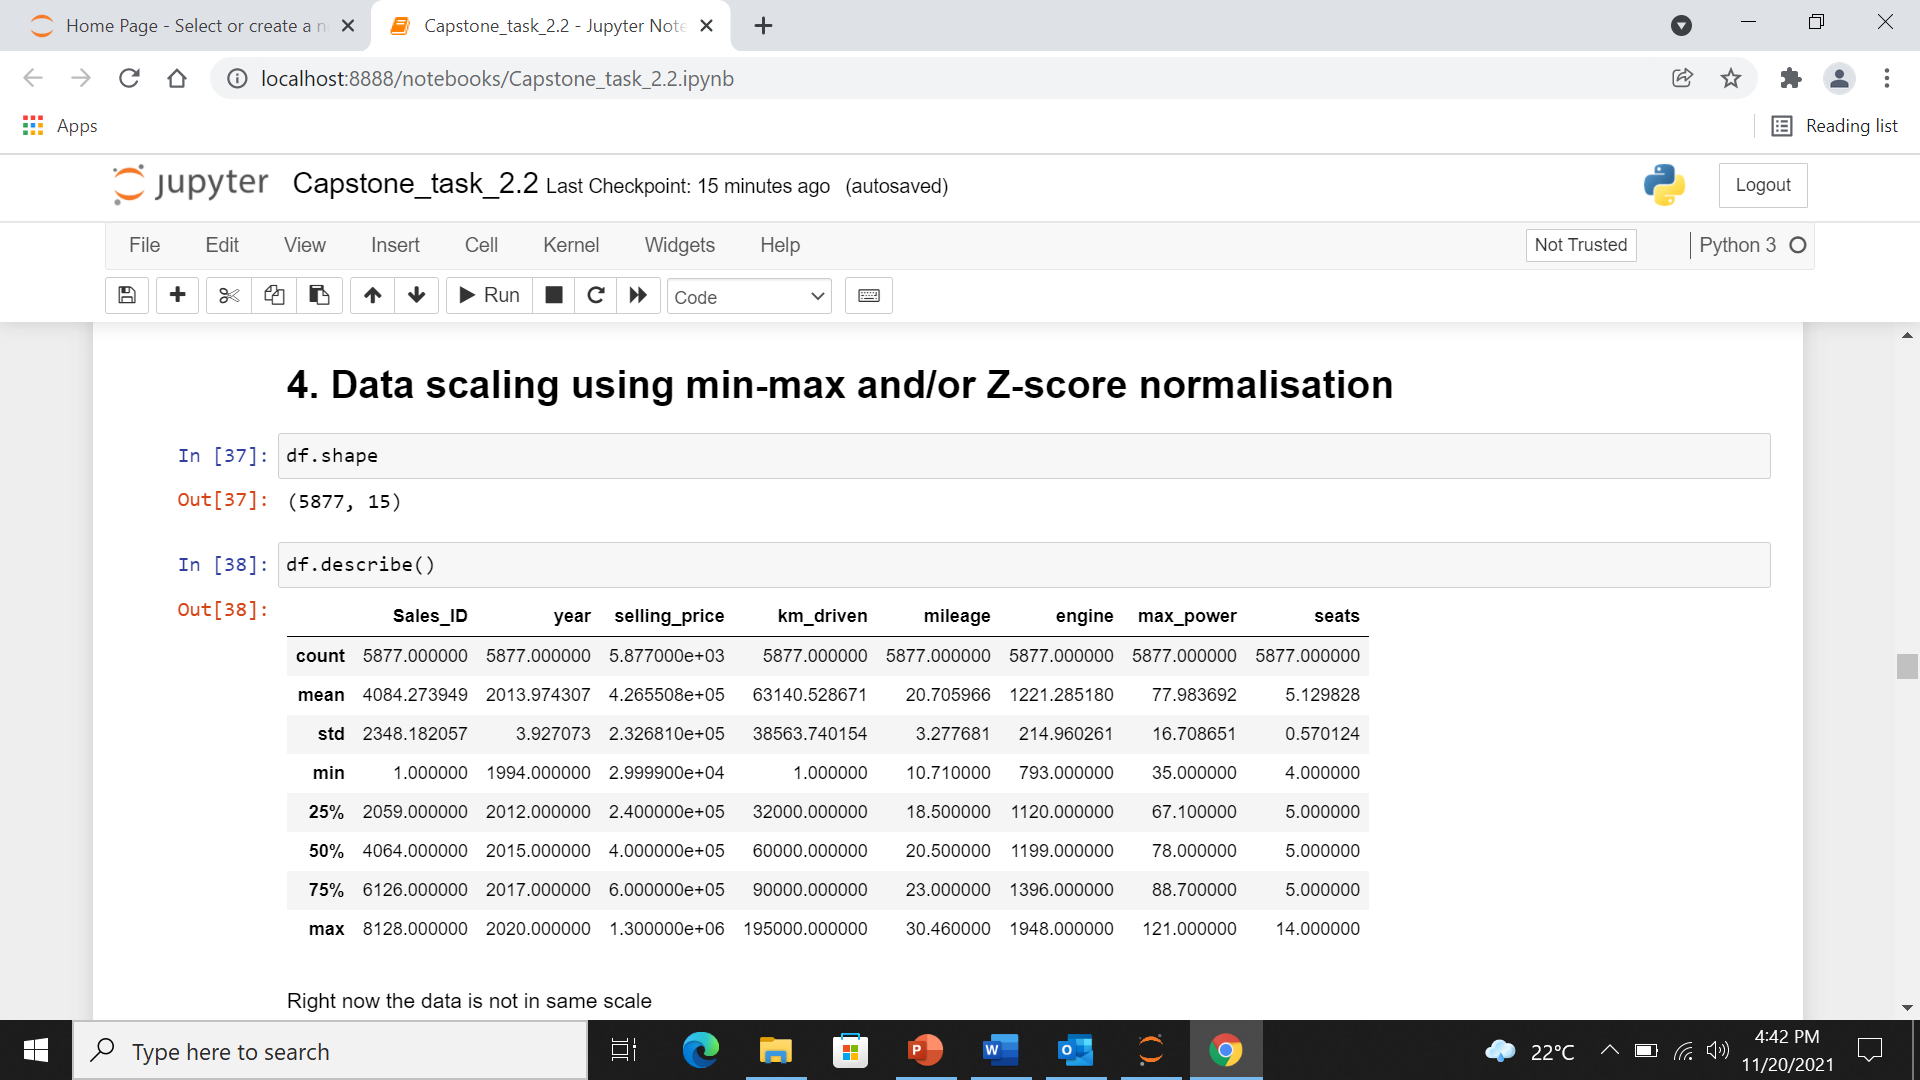 Home Page - Select or create a n
Capstone_task_2.2 - Jupyter Note
localhost:8888/notebooks/Capstone_task_2.2.ipynb
Apps
Reading list
jupyter Capstone_task_2.2 Last Checkpoint: 15 minutes ago (autosaved)
Logout
File Edit View Insert Cell Kernel Widgets Help
Not Trusted
Python 3
Run
Code
4. Data scaling using min-max and/or Z-score normalisation
In [37]: df.shape
Out[37]: (5877, 15)
In [38]: df.describe()
Out[38]:
Sales_ID year selling_price km_driven mileage engine max_power seats
count 5877.000000 5877.000000 5.877000e+03 5877.000000 5877.000000 5877.000000 5877.000000 5877.000000
mean 4084.273949 2013.974307 4.265508e+05 63140.528671 20.705966 1221.285180 77.983692 5.129828
std 2348.182057 3.927073 2.326810e+05 38563.740154 3.277681 214.960261 16.708651 0.570124
min 1.000000 1994.000000 2.999900e+04 1.000000 10.710000 793.000000 35.000000 4.000000
25% 2059.000000 2012.000000 2.400000e+05 32000.000000 18.500000 1120.000000 67.100000 5.000000
50% 4064.000000 2015.000000 4.000000e+05 60000.000000 20.500000 1199.000000 78.000000 5.000000
75% 6126.000000 2017.000000 6.000000e+05 90000.000000 23.000000 1396.000000 88.700000 5.000000
max 8128.000000 2020.000000 1.300000e+06 195000.000000 30.460000 1948.000000 121.000000 14.000000
Right now the data is not in same scale
Type here to search
P
W
O
22°C
4:42 PM
11/20/2021